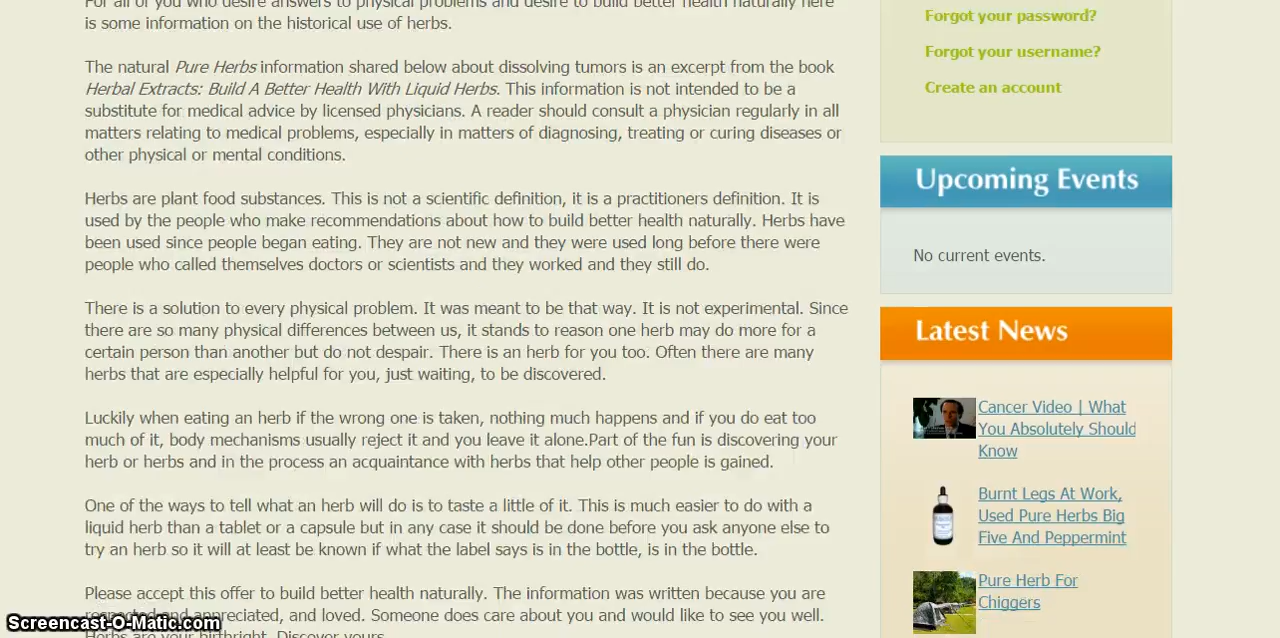 For all of you who desire answers to physical problems and desire to build better health naturally here
is some information on the historical use of herbs.
The natural Pure Herbs information shared below about dissolving tumors is an excerpt from the book
Herbal Extracts: Build A Better Health With Liquid Herbs. This information is not intended to be a
substitute for medical advice by licensed physicians. A reader should consult a physician regularly in all
matters relating to medical problems, especially in matters of diagnosing, treating or curing diseases or
other physical or mental conditions.
Herbs are plant food substances. This is not a scientific definition, it is a practitioners definition. It is
used by the people who make recommendations about how to build better health naturally. Herbs have
been used since people began eating. They are not new and they were used long before there were
people who called themselves doctors or scientists and they worked and they still do.
There is a solution to every physical problem. It was meant to be that way. It is not experimental. Since
there are so many physical differences between us, it stands to reason one herb may do more for a
certain person than another but do not despair. There is an herb for you too. Often there are many
herbs that are especially helpful for you, just waiting, to be discovered.
Luckily when eating an herb if the wrong one is taken, nothing much happens and if you do eat too
much of it, body mechanisms usually reject it and you leave it alone.Part of the fun is discovering your
herb or herbs and in the process an acquaintance with herbs that help other people is gained.
One of the ways to tell what an herb will do is to taste a little of it. This is much easier to do with a
liquid herb than a tablet or a capsule but in any case it should be done before you ask anyone else to
try an herb so it will at least be known if what the label says is in the bottle, is in the bottle.
Please accept this offer to build better health naturally. The information was written because you are
respected and appreciated, and loved. Someone does care about you and would like to see you well.
Herbs are your birthright. Discover yours.
Forgot your password?
Forgot your username?
Create an account
Upcoming Events
No current events.
Latest News
Cancer Video | What
You Absolutely Should
Know
Burnt Legs At Work,
Used Pure Herbs Big
Five And Peppermint
Pure Herb For
Chiggers
Screencast-O-Matic.com